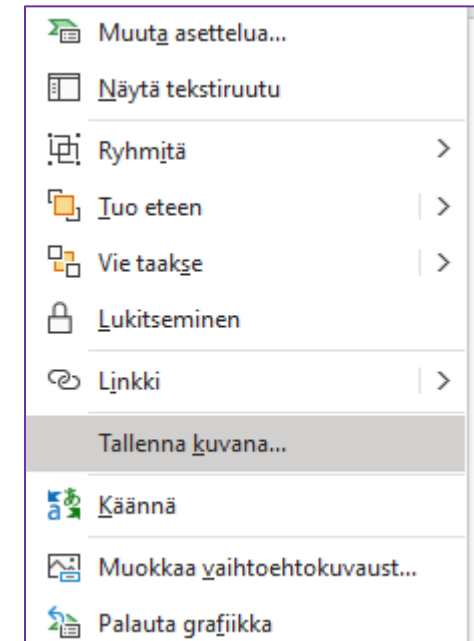 Muuta asettelua...
Näytä tekstiruutu
Ryhmitä
Tuo eteen
Vie taakse
Lukitseminen
Linkki
Tallenna kuvana...
Käännä
Muokkaa vaihtoehtokuvaust...
Palauta grafiikka